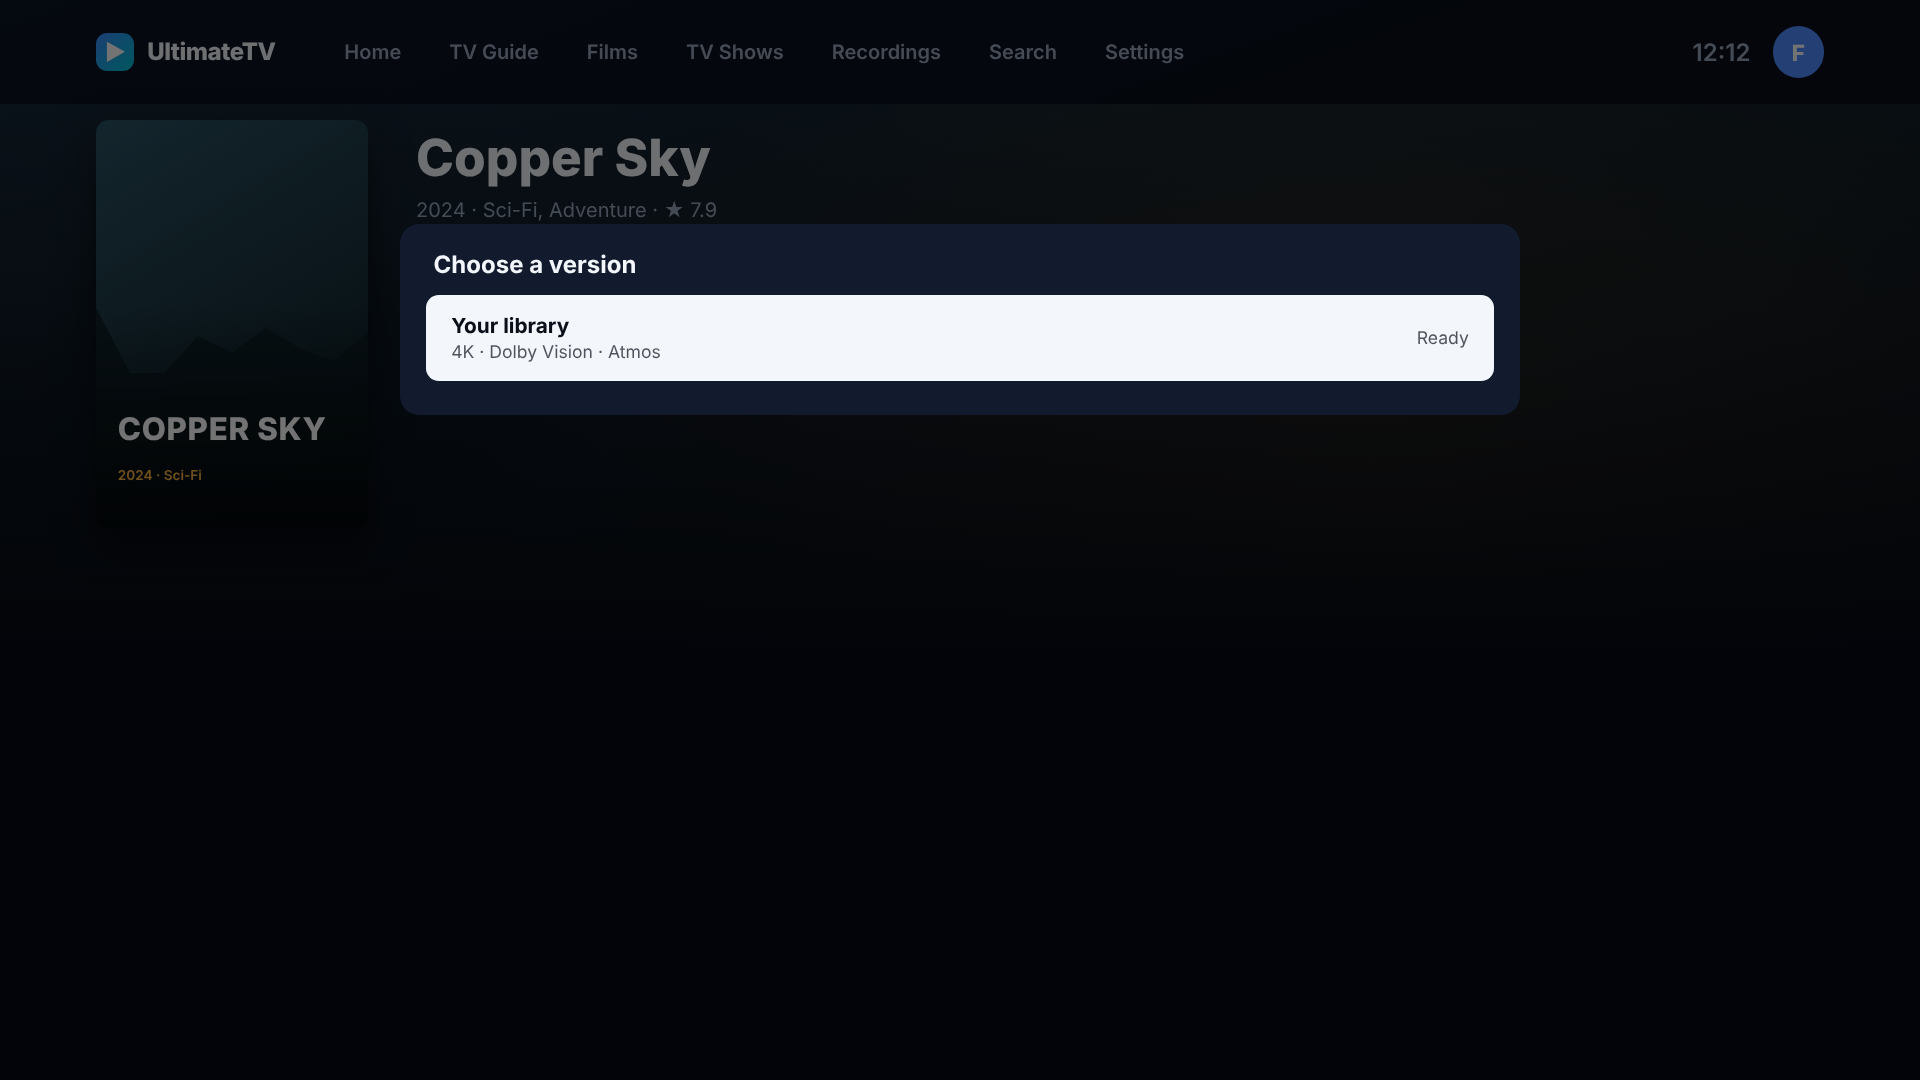 UltimateTV Home TV Guide Films TV Shows Recordings Search Settings 12:12 F
Copper Sky
2024 · Sci-Fi, Adventure · ★ 7.9
Choose a version
Your library
4K · Dolby Vision · Atmos
Ready
COPPER SKY
2024 · Sci-Fi